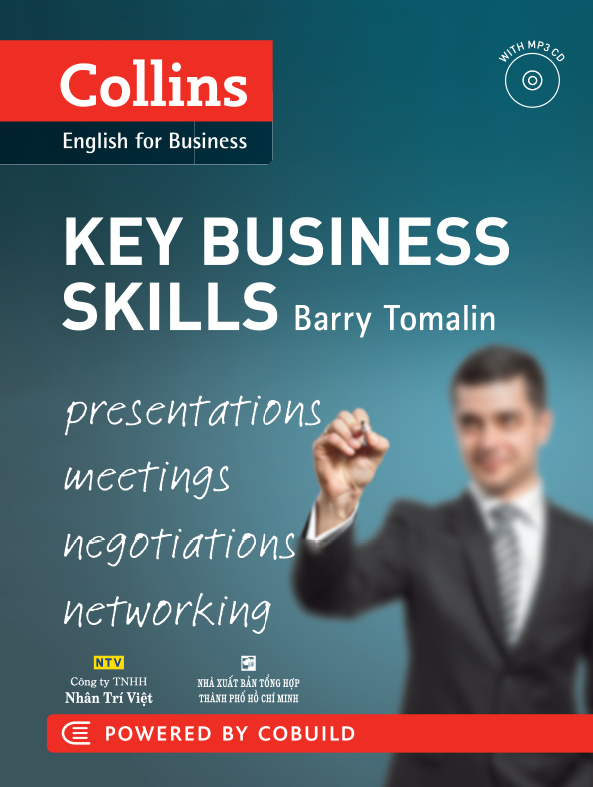 WITH MP3 CD
Collins
English for Business
KEY BUSINESS
SKILLS Barry Tomalin
presentations
meetings
negotiations
networking
NTV
Công ty TNHH
Nhân Trí Việt
NHÀ XUẤT BẢN TỔNG HỢP
THÀNH PHỐ HỒ CHÍ MINH
POWERED BY COBUILD